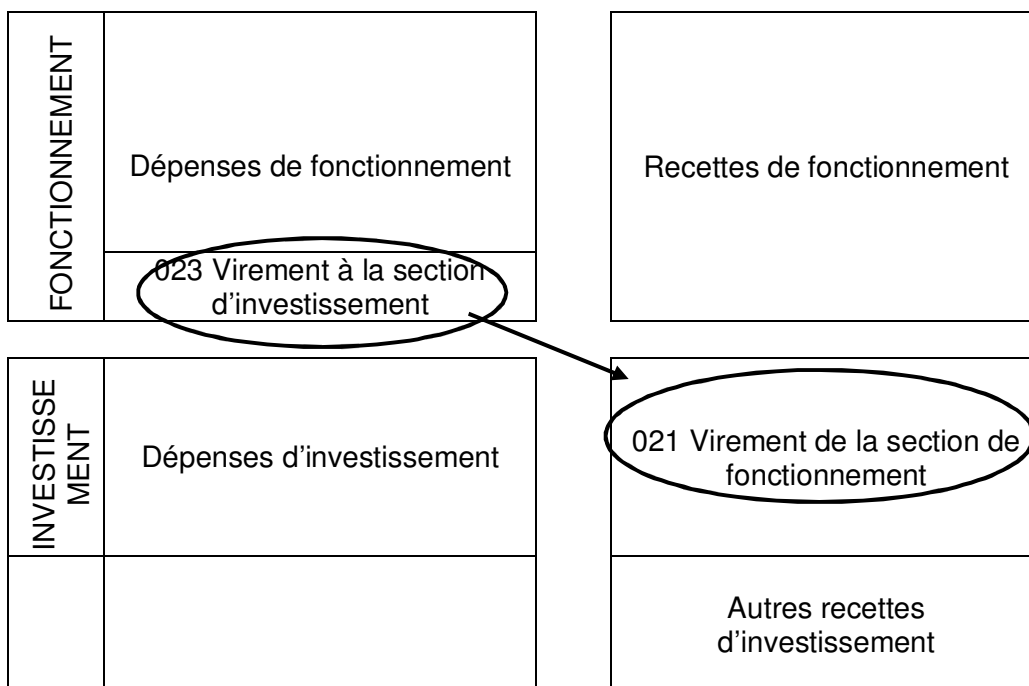 FONCTIONNEMENT
Dépenses de fonctionnement
Recettes de fonctionnement
023 Virement à la section
d'investissement
INVESTISSE
MENT
Dépenses d'investissement
021 Virement de la section de
fonctionnement
Autres recettes
d'investissement